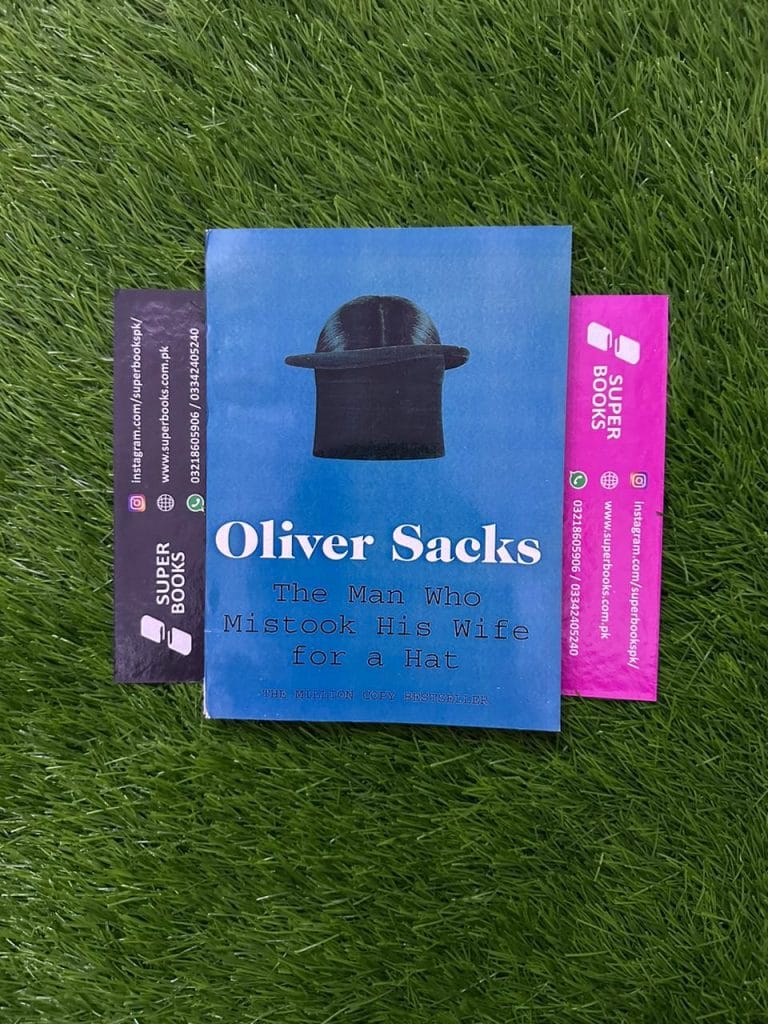 Oliver Sacks
The Man Who
Mistook His Wife
for a Hat
THE MILLION COPY BESTSELLER
SUPER
BOOKS
instagram.com/superbookspk/
www.superbooks.com.pk
03218605906 / 03342405240
SUPER
BOOKS
instagram.com/superbookspk/
www.superbooks.com.pk
03218605906 / 03342405240